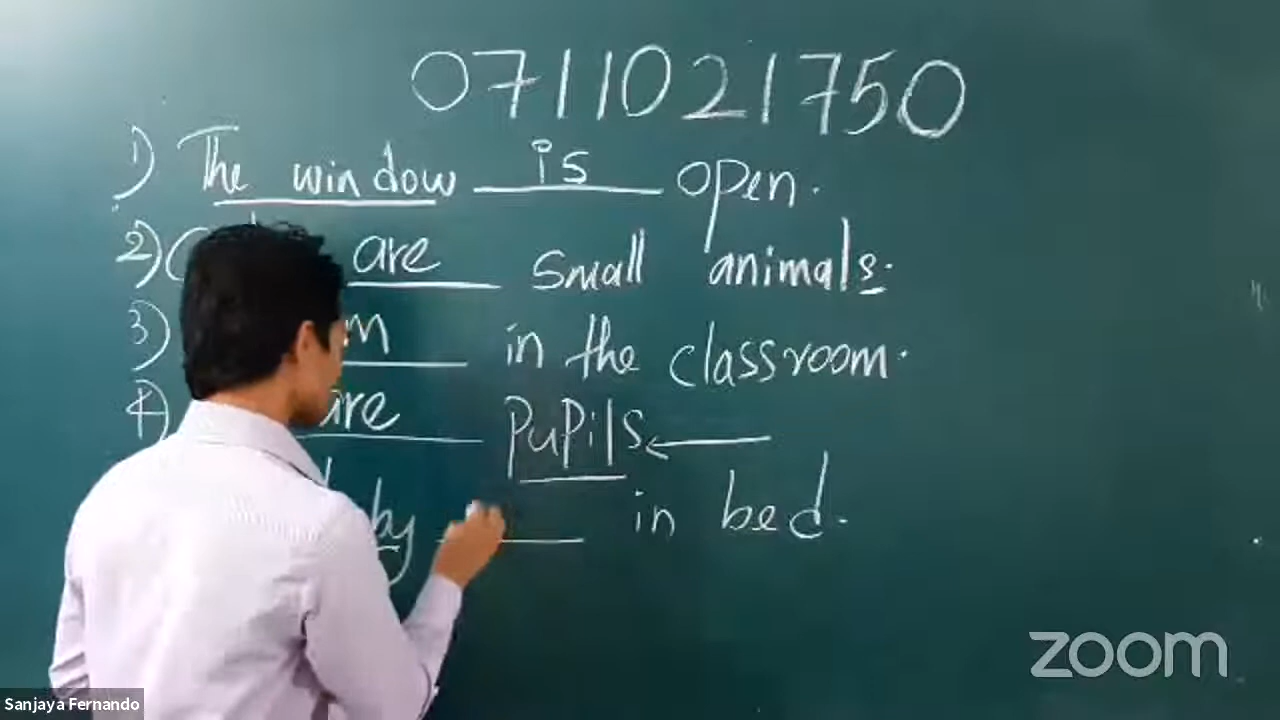 0711021750
1) The window is open.
2) are small animals.
3) in the classroom.
4) are pupils
in bed.
zoom
Sanjaya Fernando